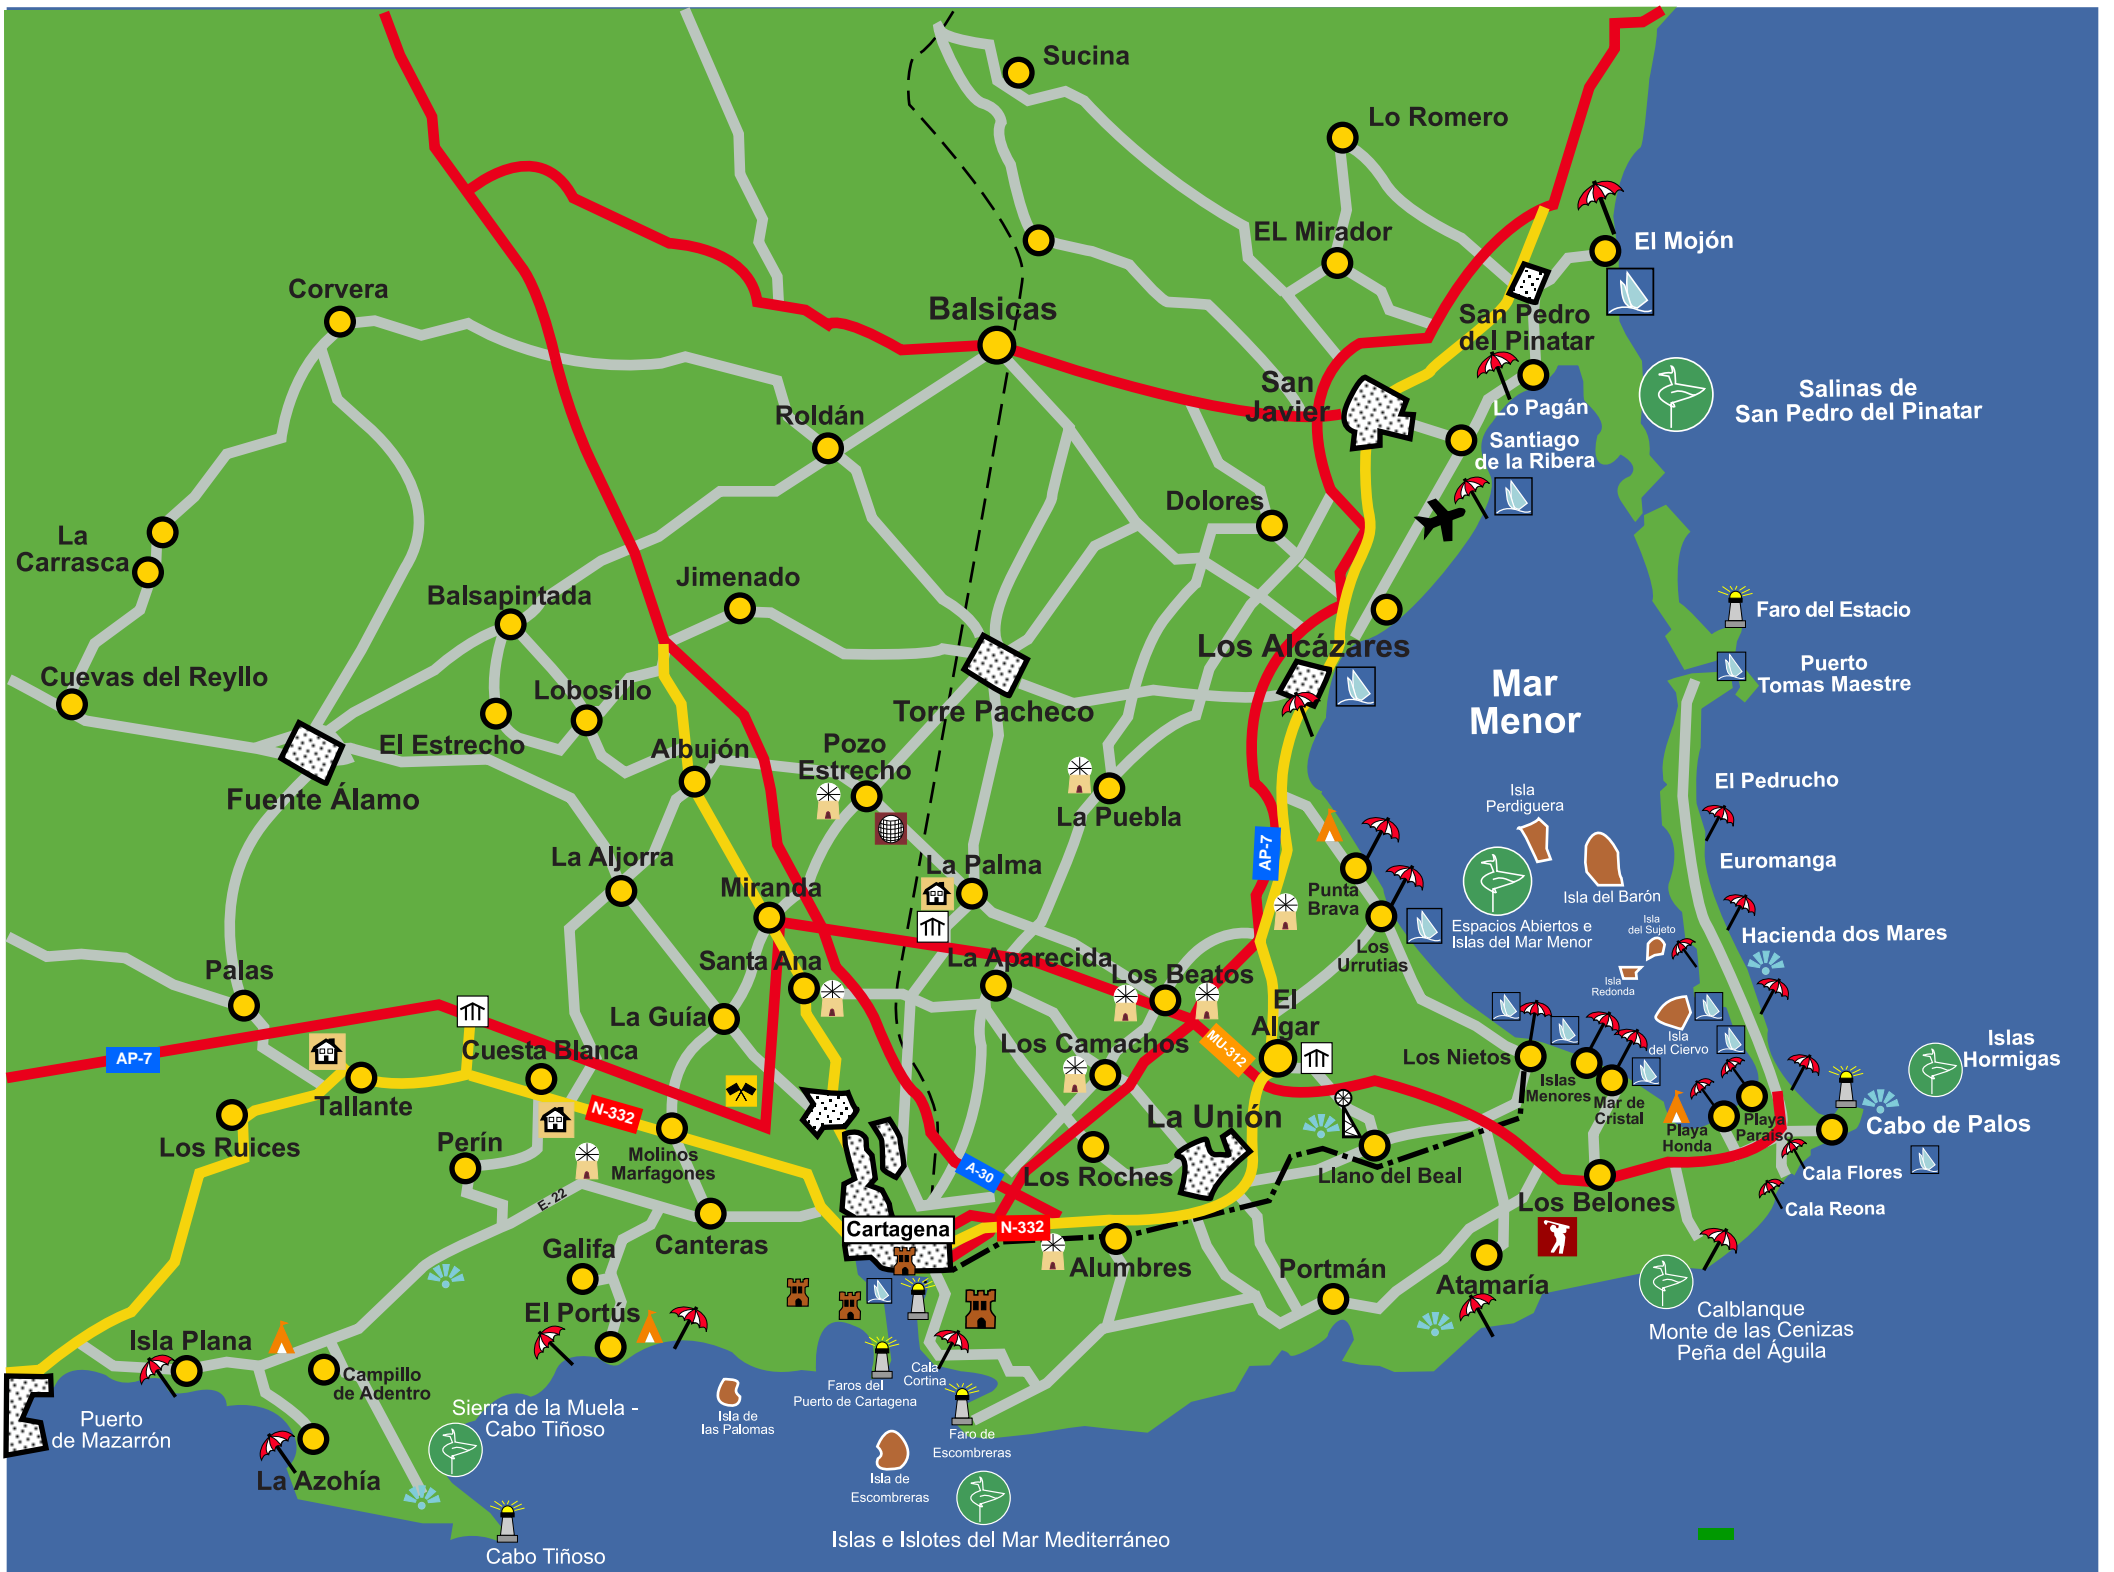 Sucina
Lo Romero
EL Mirador
El Mojón
Corvera
Balsicas
San Pedro
del Pinatar
San
Javier
Salinas de
San Pedro del Pinatar
Roldán
Lo Pagán
Santiago
de la Ribera
Dolores
La
Carrasca
Jimenado
Balsapintada
Faro del Estacio
Los Alcázares
Cuevas del Reyllo
Lobosillo
Puerto
Tomas Maestre
Mar
Menor
Torre Pacheco
El Estrecho
Albujón
Pozo
Estrecho
Fuente Álamo
La Puebla
El Pedrucho
Isla
Perdiguera
AP-7
La Aljorra
La Palma
Euromanga
Miranda
Punta
Brava
Isla del Barón
Espacios Abiertos e
Islas del Mar Menor
Isla
del Sujeto
Hacienda dos Mares
Los
Urrutias
Palas
Santa Ana
La Aparecida
Los Beatos
Isla
Redonda
El
Algar
La Guía
MU-312
Los Camachos
Los Nietos
Isla
del Ciervo
Islas
Hormigas
AP-7
Cuesta Blanca
Tallante
Islas
Menores
Mar de
Cristal
N-332
La Unión
Los Ruices
Perín
Molinos
Marfagones
Playa
Honda
Playa
Paraiso
Cabo de Palos
A-30
Los Roches
Llano del Beal
Cala Flores
E- 22
Los Belones
Cala Reona
Cartagena
N-332
Galifa
Canteras
Alumbres
Portmán
Atamaría
El Portús
Calblanque
Monte de las Cenizas
Peña del Águila
Isla Plana
Campillo
de Adentro
Cala
Cortina
Faros del
Puerto de Cartagena
Puerto
de Mazarrón
Sierra de la Muela -
Cabo Tiñoso
Isla de
las Palomas
Faro de
Escombreras
La Azohía
Isla de
Escombreras
Islas e Islotes del Mar Mediterráneo
Cabo Tiñoso